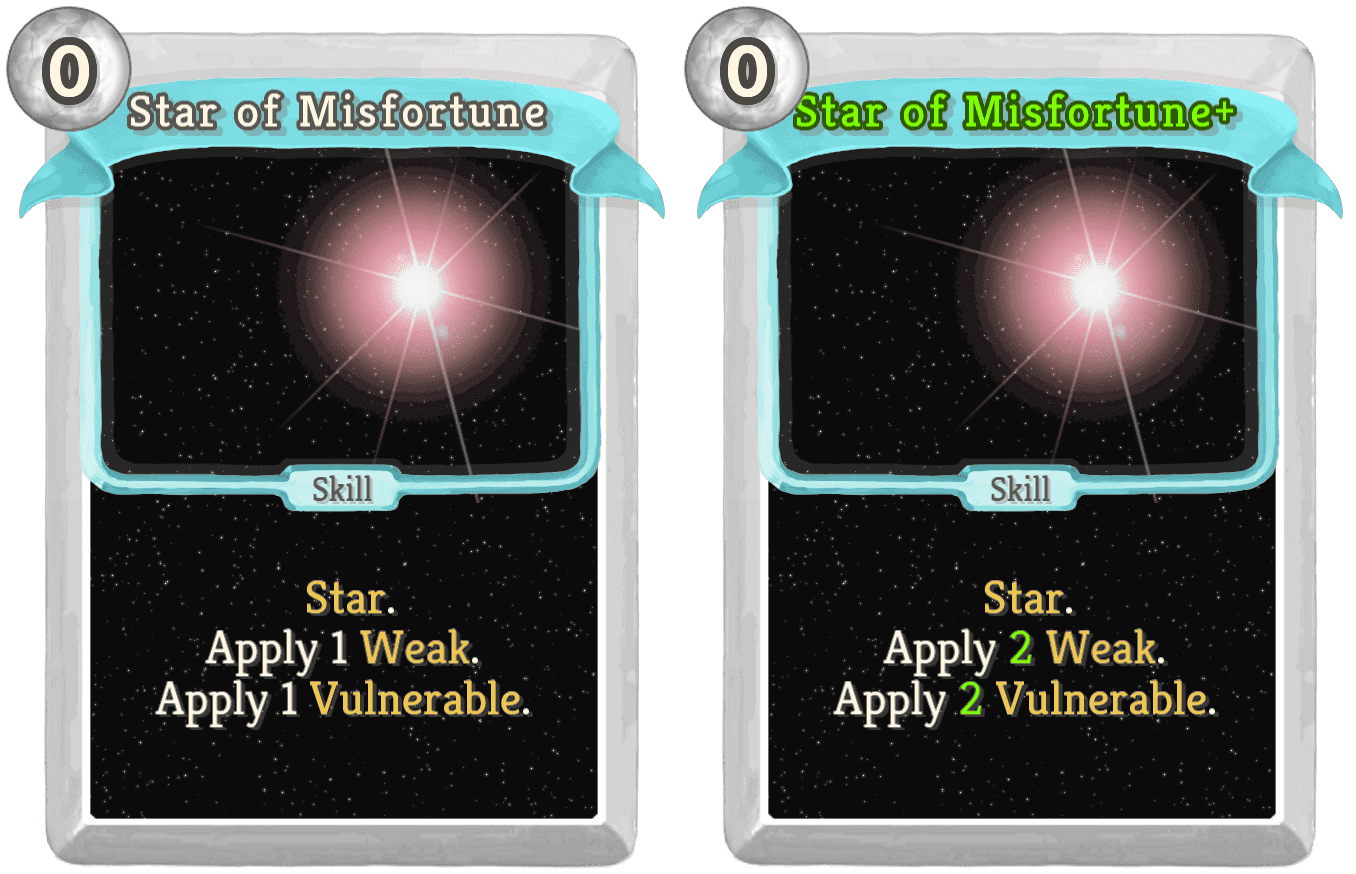 0
Star of Misfortune
Skill
Star.
Apply 1 Weak.
Apply 1 Vulnerable.
0
Star of Misfortune+
Skill
Star.
Apply 2 Weak.
Apply 2 Vulnerable.